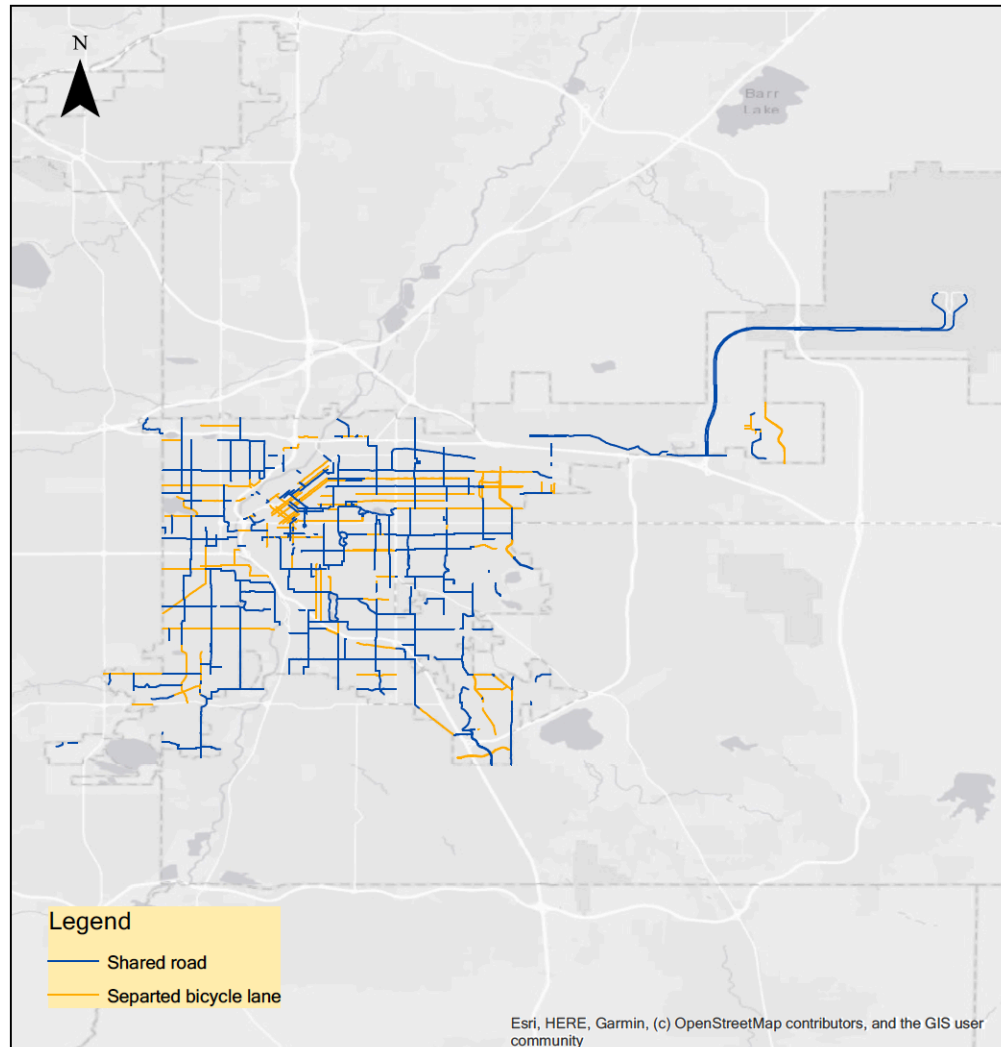 N
Barr
Lake
Legend
Shared road
Separted bicycle lane
Esri, HERE, Garmin, (c) OpenStreetMap contributors, and the GIS user
community